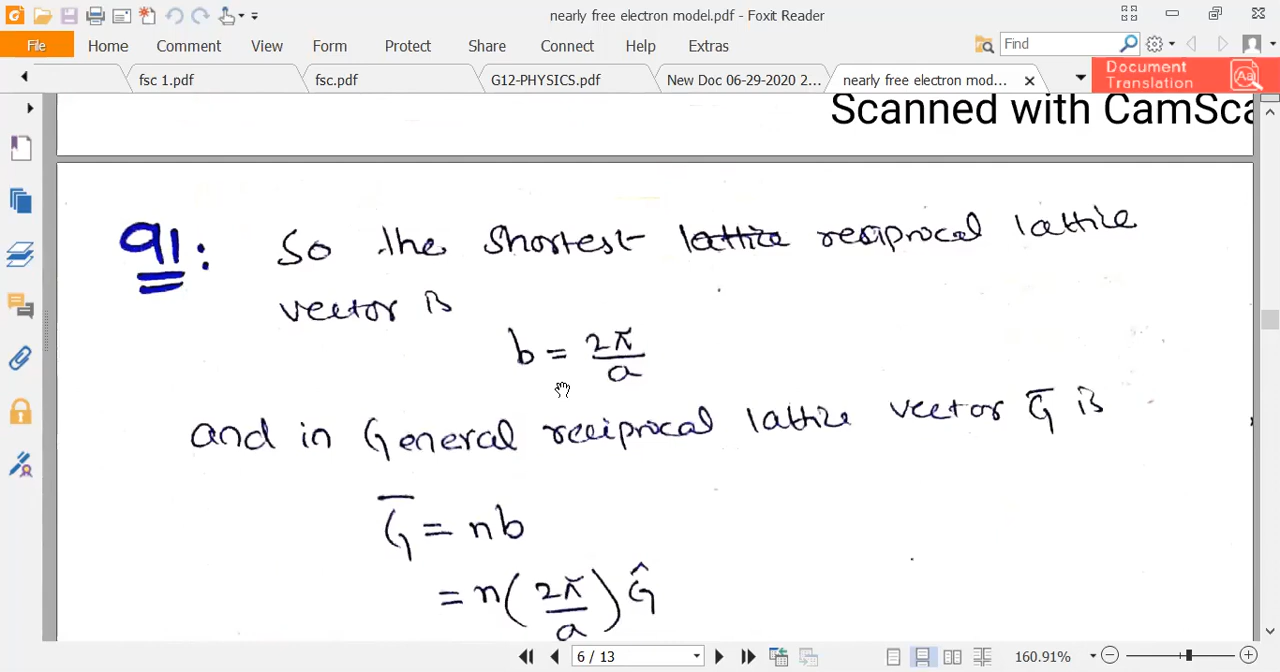 nearly free electron model.pdf - Foxit Reader
File Home Comment View Form Protect Share Connect Help Extras Find
fsc 1.pdf fsc.pdf G12-PHYSICS.pdf New Doc 06-29-2020 2... nearly free electron mod... Document Translation
Scanned with CamSca
91: So the shortest lattice reciprocal lattice
vector is
b = 2π/a
and in General reciprocal lattice vector G̅ is
G̅ = nb
= n(2π/a) Ĝ
6 / 13 160.91%